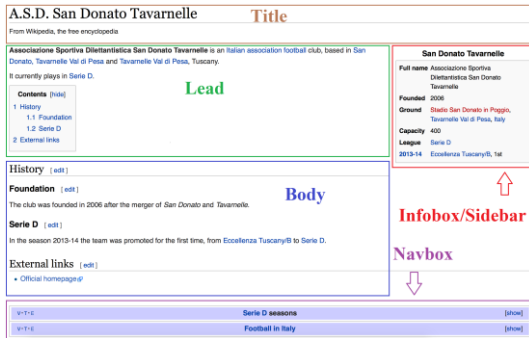 A.S.D. San Donato Tavarnelle
Title
From Wikipedia, the free encyclopedia
Associazione Sportiva Dilettantistica San Donato Tavarnelle is an Italian association football club, based in San
Donato, Tavarnelle Val di Pesa and Tavarnelle Val di Pesa, Tuscany.
It currently plays in Serie D.
Lead
Contents [hide]
1 History
1.1 Foundation
1.2 Serie D
2 External links
San Donato Tavarnelle
Full name Associazione Sportiva
Dilettantistica San Donato
Tavarnelle
Founded 2006
Ground Stadio San Donato in Poggio,
Tavarnelle Val di Pesa, Italy
Capacity 400
League Serie D
2013-14 Eccellenza Tuscany/B, 1st
Infobox/Sidebar
History [edit]
Foundation [edit]
Body
The club was founded in 2006 after the merger of San Donato and Tavarnelle.
Serie D [edit]
In the season 2013-14 the team was promoted for the first time, from Eccellenza Tuscany/B to Serie D.
External links [edit]
• Official homepage
Navbox
V·T·E Serie D seasons [show]
V·T·E Football in Italy [show]